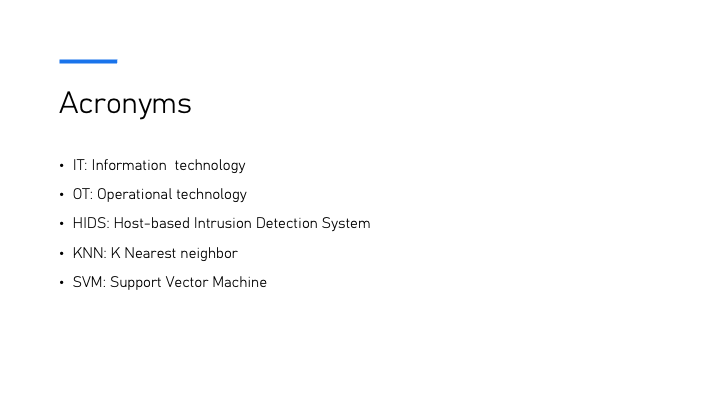 Acronyms
• IT: Information  technology
• OT: Operational technology
• HIDS: Host-based Intrusion Detection System
• KNN: K Nearest neighbor
• SVM: Support Vector Machine